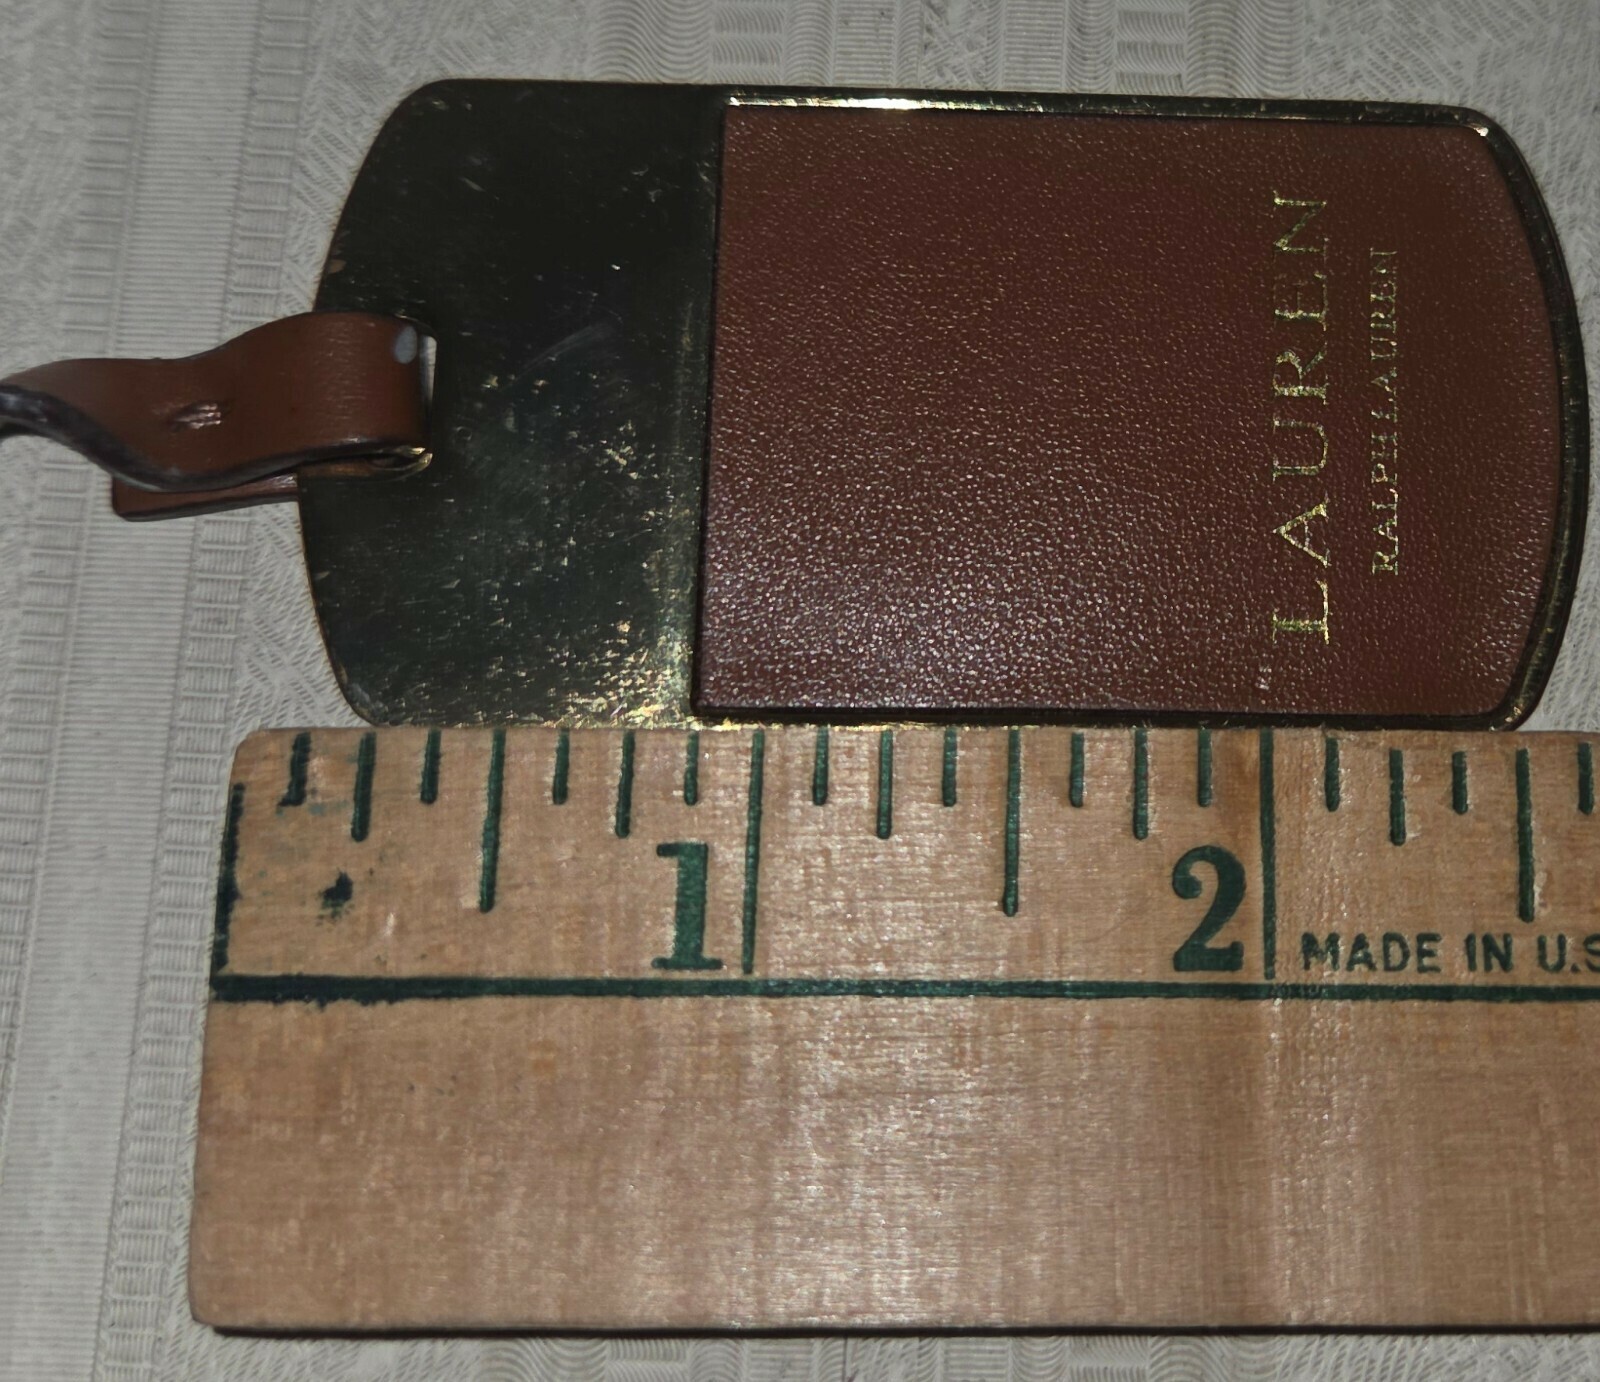 LAUREN
RALPH LAUREN
1 2
MADE IN U.S